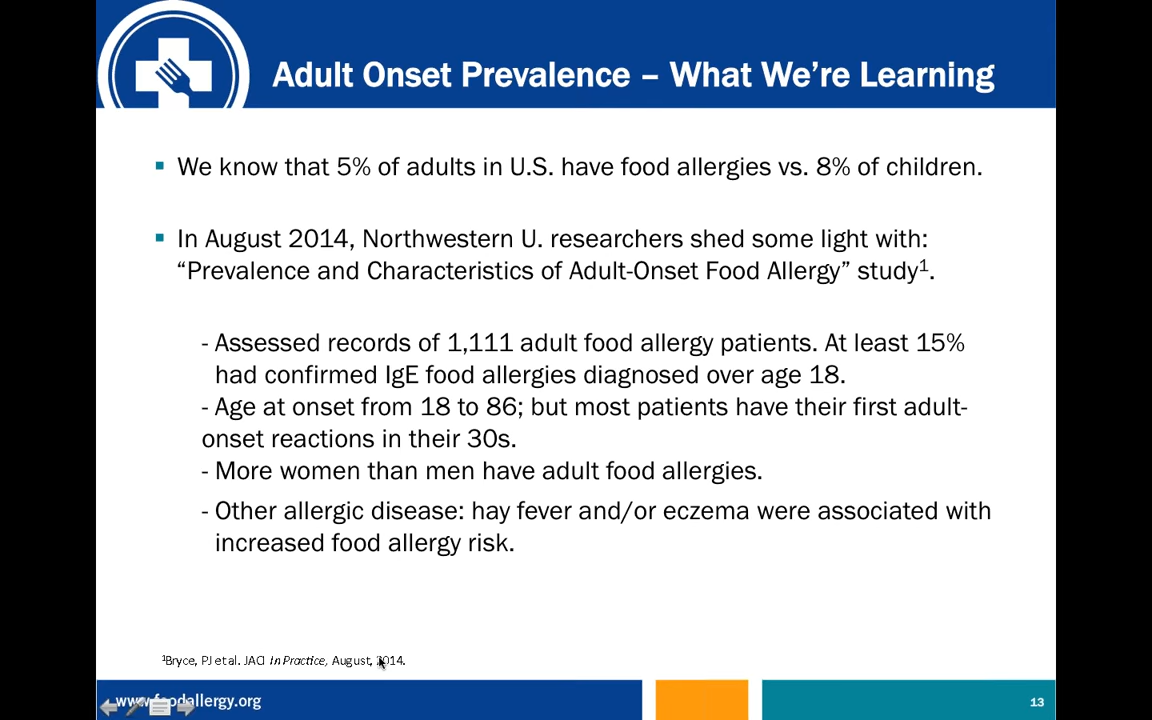 Adult Onset Prevalence – What We’re Learning
▪ We know that 5% of adults in U.S. have food allergies vs. 8% of children.
▪ In August 2014, Northwestern U. researchers shed some light with:
“Prevalence and Characteristics of Adult-Onset Food Allergy” study¹.
- Assessed records of 1,111 adult food allergy patients. At least 15%
had confirmed IgE food allergies diagnosed over age 18.
- Age at onset from 18 to 86; but most patients have their first adult-
onset reactions in their 30s.
- More women than men have adult food allergies.
- Other allergic disease: hay fever and/or eczema were associated with
increased food allergy risk.
¹Bryce, PJ et al. JACI In Practice, August, 2014.
www.foodallergy.org
13